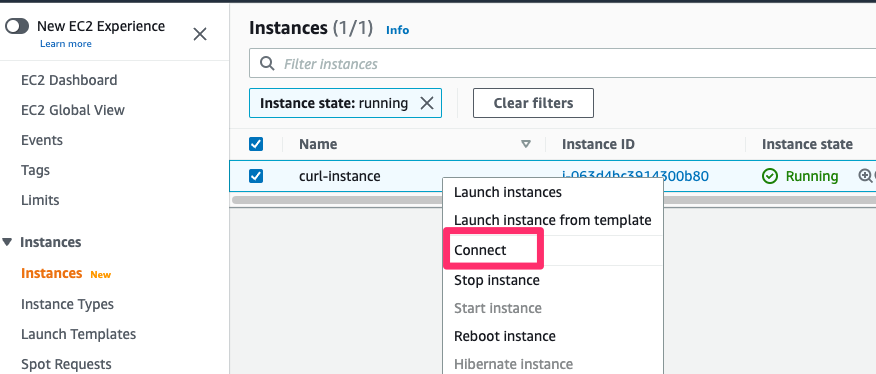 New EC2 Experience
Learn more
EC2 Dashboard
EC2 Global View
Events
Tags
Limits
Instances
Instances New
Instance Types
Launch Templates
Spot Requests
Instances (1/1) Info
Filter instances
Instance state: running
Clear filters
Name Instance ID Instance state
curl-instance i-063d4bc3914300b80 Running
Launch instances
Launch instance from template
Connect
Stop instance
Start instance
Reboot instance
Hibernate instance